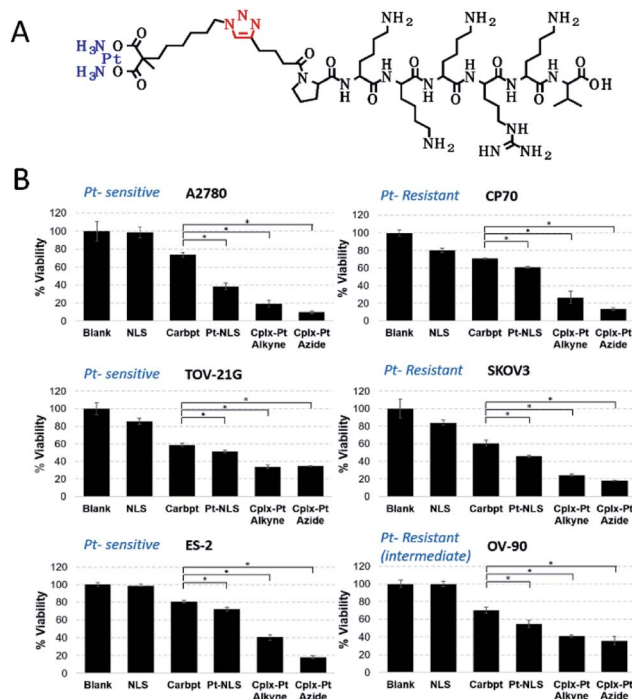 A
H₃N
Pt
H₃N
O
O
O
O
N
N
N
O
N
O
N
H
NH₂
H
N
O
NH₂
O
N
H
NH₂
H
N
O
HN
NH
NH₂
O
N
H
NH₂
H
N
O
O
OH
B
Pt- sensitive A2780
% Viability
120
100
80
60
40
20
0
* * *
Blank NLS Carbpt Pt-NLS Cplx-Pt Cplx-Pt
Alkyne Azide
Pt- Resistant CP70
% Viability
120
100
80
60
40
20
0
* * *
Blank NLS Carbpt Pt-NLS Cplx-Pt Cplx-Pt
Alkyne Azide
Pt- sensitive
TOV-21G
% Viability
120
100
80
60
40
20
0
* * *
Blank NLS Carbpt Pt-NLS Cplx-Pt Cplx-Pt
Alkyne Azide
Pt- Resistant SKOV3
% Viability
120
100
80
60
40
20
0
* * *
Blank NLS Carbpt Pt-NLS Cplx-Pt Cplx-Pt
Alkyne Azide
Pt- sensitive
ES-2
% Viability
120
100
80
60
40
20
0
* * *
Blank NLS Carbpt Pt-NLS Cplx-Pt Cplx-Pt
Alkyne Azide
Pt- Resistant
(intermediate) OV-90
% Viability
120
100
80
60
40
20
0
* * *
Blank NLS Carbpt Pt-NLS Cplx-Pt Cplx-Pt
Alkyne Azide